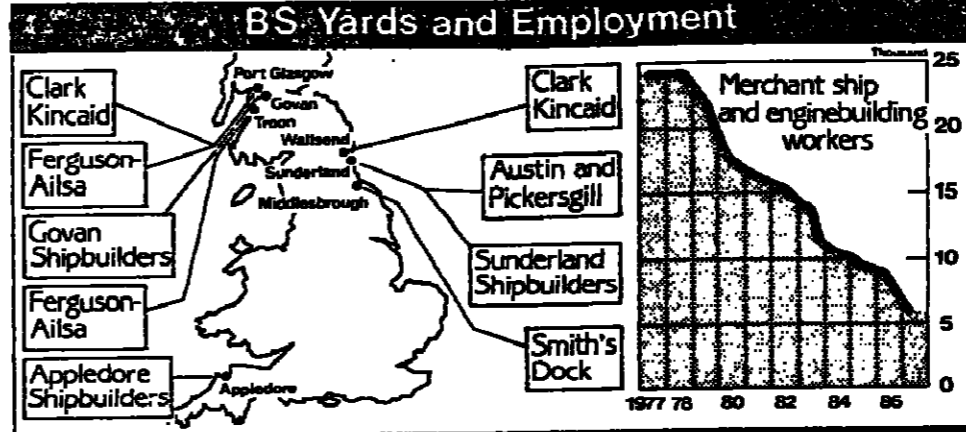 BS Yards and Employment
Clark
Kincaid
Ferguson-
Ailsa
Govan
Shipbuilders
Ferguson-
Ailsa
Appledore
Shipbuilders
Port Glasgow
Govan
Troon
Wallsend
Sunderland
Middlesbrough
Appledore
Clark
Kincaid
Austin and
Pickersgill
Sunderland
Shipbuilders
Smith's
Dock
Thousand
Merchant ship
and enginebuilding
workers
25
20
15
10
5
0
1977 78 80 82 84 86